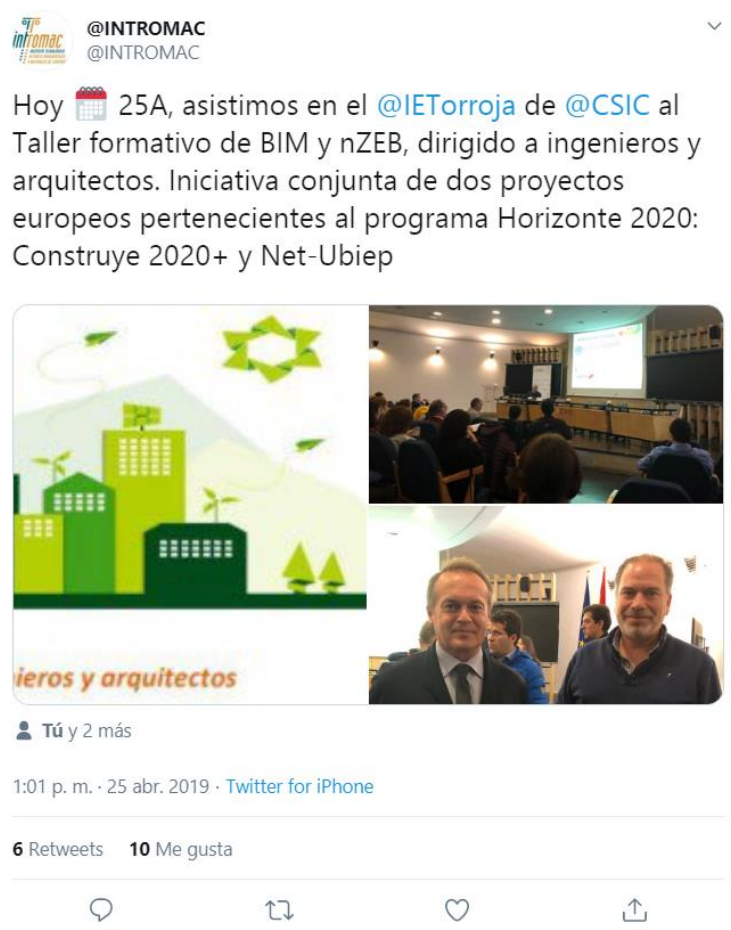 intromac
@INTROMAC
@INTROMAC
Hoy 25A, asistimos en el @IETorroja de @CSIC al
Taller formativo de BIM y nZEB, dirigido a ingenieros y
arquitectos. Iniciativa conjunta de dos proyectos
europeos pertenecientes al programa Horizonte 2020:
Construye 2020+ y Net-Ubiep
ieros y arquitectos
Tú y 2 más
1:01 p. m. · 25 abr. 2019 · Twitter for iPhone
6 Retweets 10 Me gusta